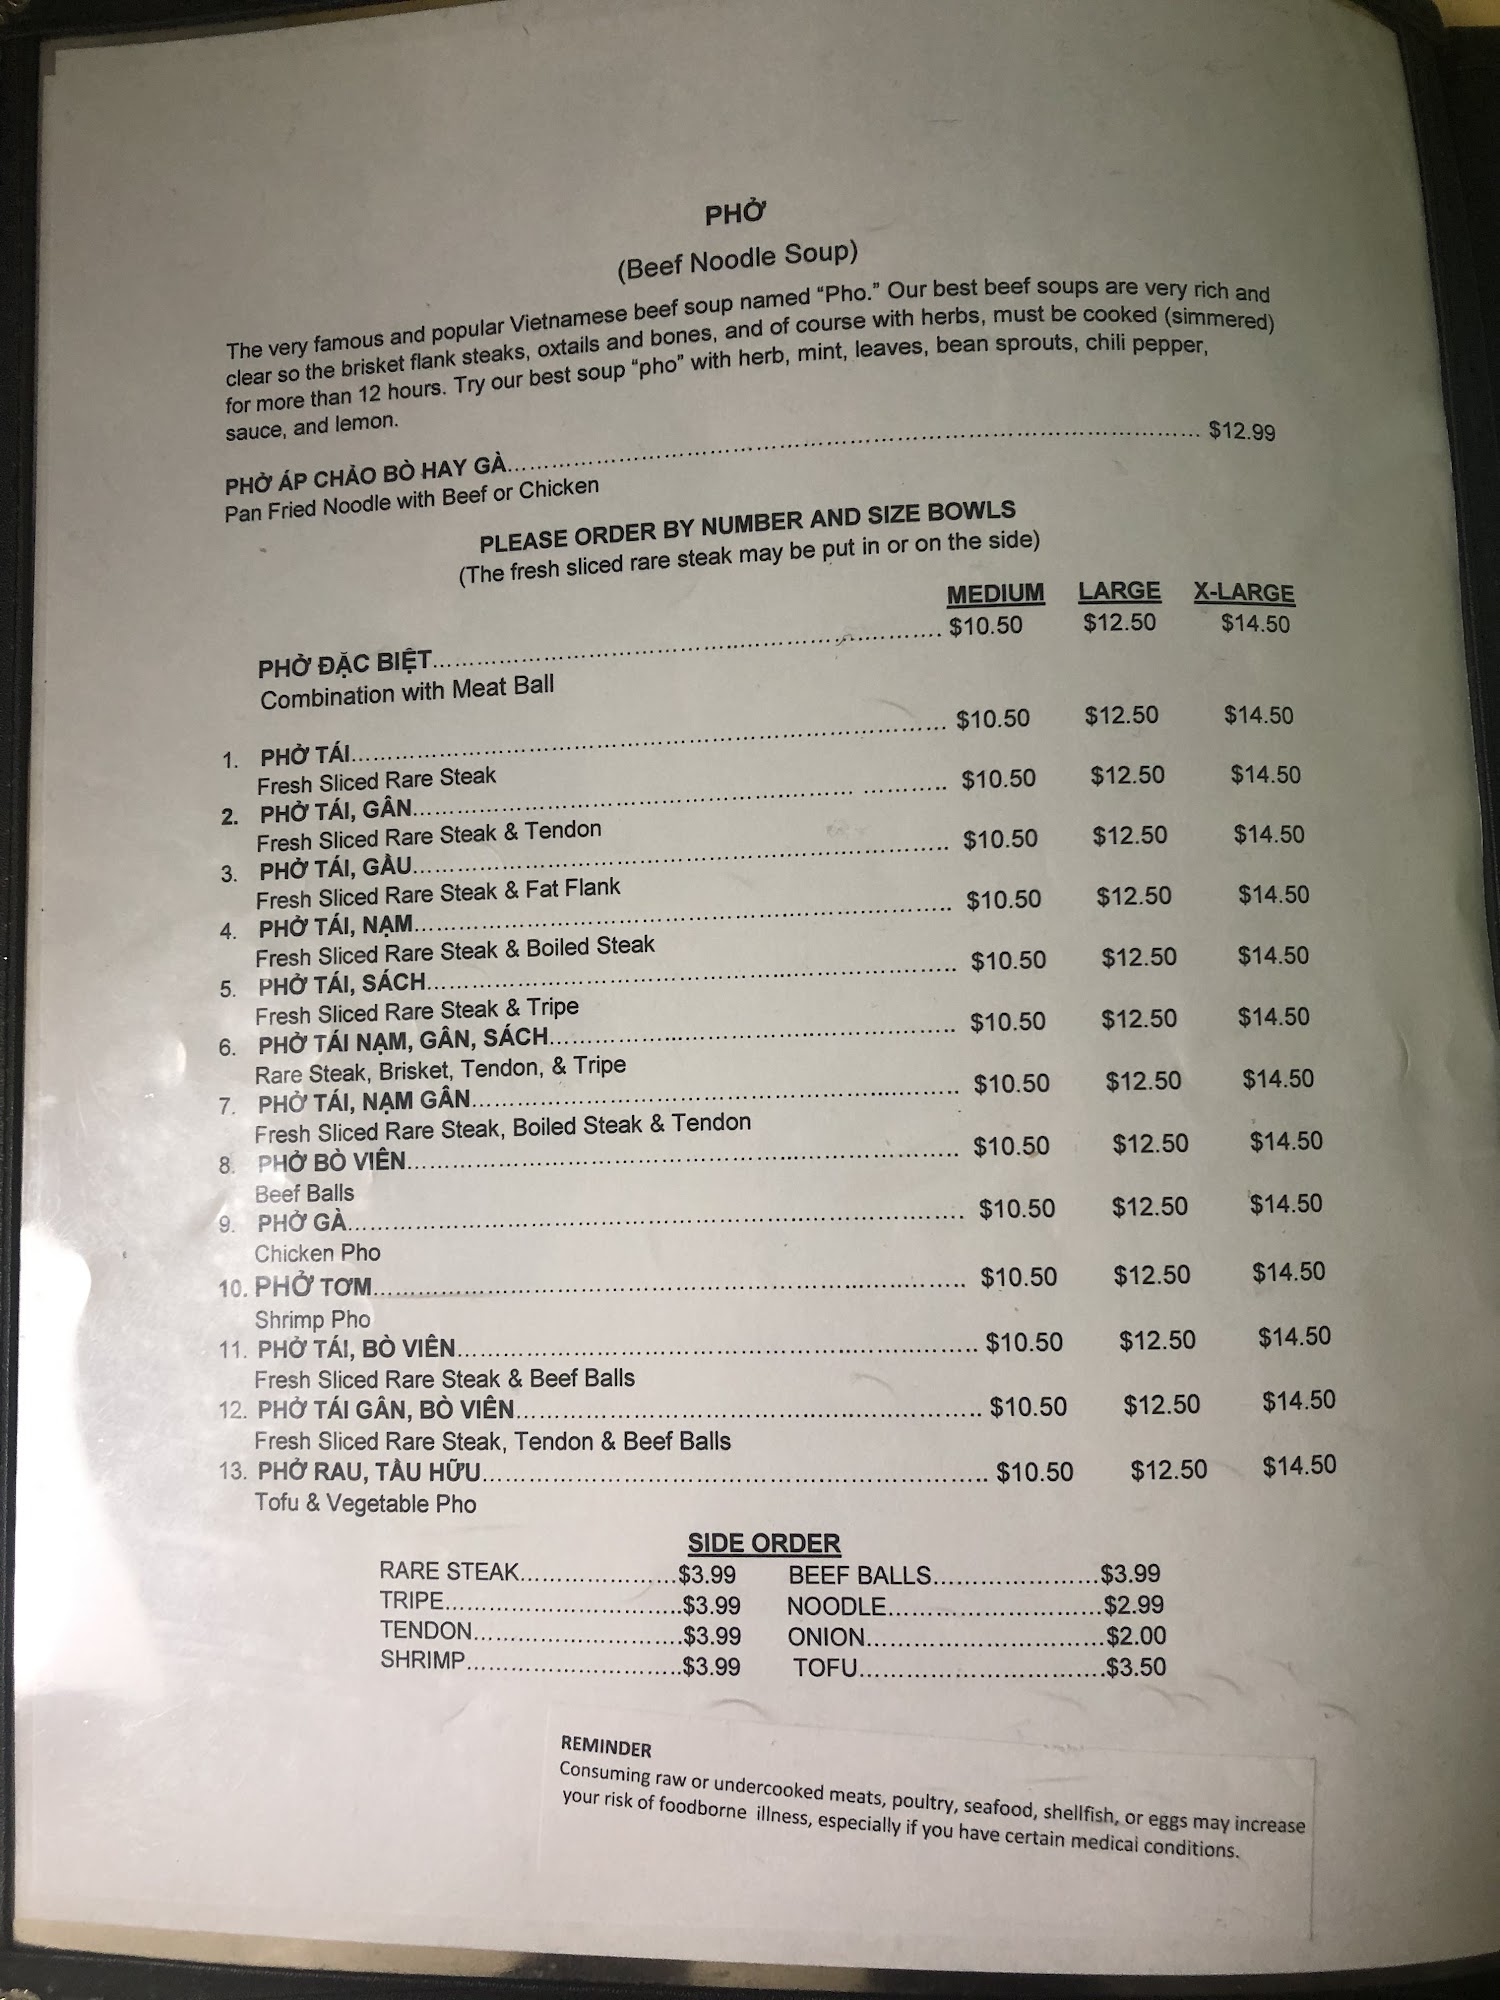 PHỞ
(Beef Noodle Soup)
The very famous and popular Vietnamese beef soup named “Pho.” Our best beef soups are very rich and
clear so the brisket flank steaks, oxtails and bones, and of course with herbs, must be cooked (simmered)
for more than 12 hours. Try our best soup “pho” with herb, mint, leaves, bean sprouts, chili pepper,
sauce, and lemon.
PHỞ ÁP CHẢO BÒ HAY GÀ.......... $12.99
Pan Fried Noodle with Beef or Chicken
PLEASE ORDER BY NUMBER AND SIZE BOWLS
(The fresh sliced rare steak may be put in or on the side)
MEDIUM LARGE X-LARGE
PHỞ ĐẶC BIỆT.......... $10.50 $12.50 $14.50
Combination with Meat Ball
1. PHỞ TÁI.......... $10.50 $12.50 $14.50
Fresh Sliced Rare Steak
2. PHỞ TÁI, GÂN.......... $10.50 $12.50 $14.50
Fresh Sliced Rare Steak & Tendon
3. PHỞ TÁI, GẦU.......... $10.50 $12.50 $14.50
Fresh Sliced Rare Steak & Fat Flank
4. PHỞ TÁI, NẠM.......... $10.50 $12.50 $14.50
Fresh Sliced Rare Steak & Boiled Steak
5. PHỞ TÁI, SÁCH.......... $10.50 $12.50 $14.50
Fresh Sliced Rare Steak & Tripe
6. PHỞ TÁI NẠM, GÂN, SÁCH.......... $10.50 $12.50 $14.50
Rare Steak, Brisket, Tendon, & Tripe
7. PHỞ TÁI, NẠM GÂN.......... $10.50 $12.50 $14.50
Fresh Sliced Rare Steak, Boiled Steak & Tendon
8. PHỞ BÒ VIÊN.......... $10.50 $12.50 $14.50
Beef Balls
9. PHỞ GÀ.......... $10.50 $12.50 $14.50
Chicken Pho
10. PHỞ TƠM.......... $10.50 $12.50 $14.50
Shrimp Pho
11. PHỞ TÁI, BÒ VIÊN.......... $10.50 $12.50 $14.50
Fresh Sliced Rare Steak & Beef Balls
12. PHỞ TÁI GÂN, BÒ VIÊN.......... $10.50 $12.50 $14.50
Fresh Sliced Rare Steak, Tendon & Beef Balls
13. PHỞ RAU, TẦU HỮU.......... $10.50 $12.50 $14.50
Tofu & Vegetable Pho
SIDE ORDER
RARE STEAK..........$3.99 BEEF BALLS..........$3.99
TRIPE..........$3.99 NOODLE..........$2.99
TENDON..........$3.99 ONION..........$2.00
SHRIMP..........$3.99 TOFU..........$3.50
REMINDER
Consuming raw or undercooked meats, poultry, seafood, shellfish, or eggs may increase
your risk of foodborne illness, especially if you have certain medical conditions.